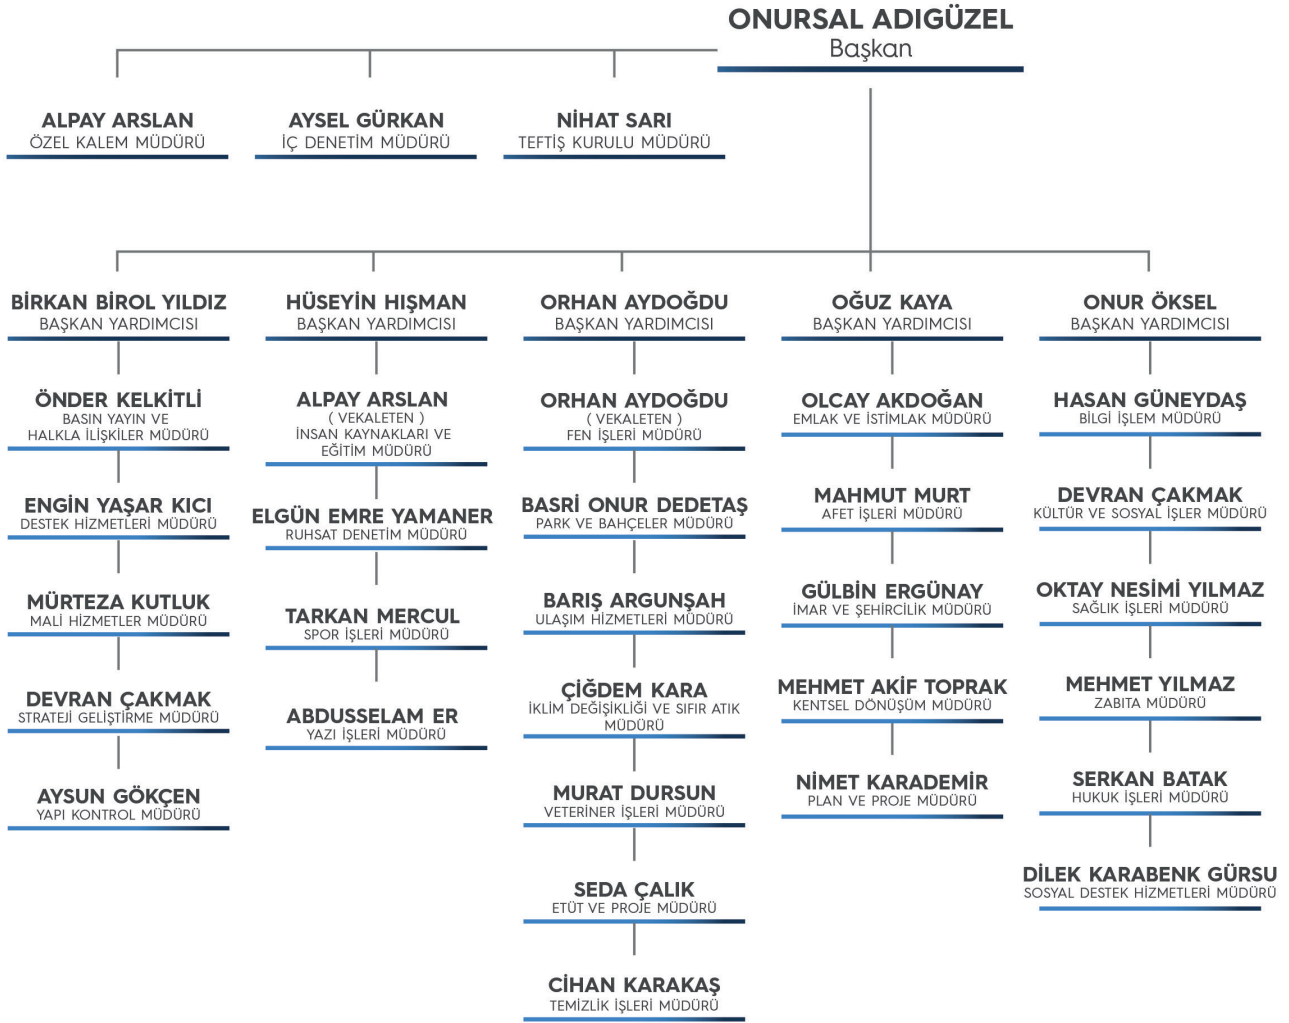 ONURSAL ADIGÜZEL
Başkan
ALPAY ARSLAN
ÖZEL KALEM MÜDÜRÜ
AYSEL GÜRKAN
İÇ DENETİM MÜDÜRÜ
NİHAT SARI
TEFTİŞ KURULU MÜDÜRÜ
BİRKAN BİROL YILDIZ
BAŞKAN YARDIMCISI
ÖNDER KELKİTLİ
BASIN YAYIN VE
HALKLA İLİŞKİLER MÜDÜRÜ
ENGİN YAŞAR KICI
DESTEK HİZMETLERİ MÜDÜRÜ
MÜRTEZA KUTLUK
MALİ HİZMETLER MÜDÜRÜ
DEVRAN ÇAKMAK
STRATEJİ GELİŞTİRME MÜDÜRÜ
AYSUN GÖKÇEN
YAPI KONTROL MÜDÜRÜ
HÜSEYİN HIŞMAN
BAŞKAN YARDIMCISI
ALPAY ARSLAN
( VEKALETEN )
İNSAN KAYNAKLARI VE
EĞİTİM MÜDÜRÜ
ELGÜN EMRE YAMANER
RUHSAT DENETİM MÜDÜRÜ
TARKAN MERCUL
SPOR İŞLERİ MÜDÜRÜ
ABDUSSELAM ER
YAZI İŞLERİ MÜDÜRÜ
ORHAN AYDOĞDU
BAŞKAN YARDIMCISI
ORHAN AYDOĞDU
( VEKALETEN )
FEN İŞLERİ MÜDÜRÜ
BASRİ ONUR DEDETAŞ
PARK VE BAHÇELER MÜDÜRÜ
BARIŞ ARGUNŞAH
ULAŞIM HİZMETLERİ MÜDÜRÜ
ÇİĞDEM KARA
İKLİM DEĞİŞİKLİĞİ VE SIFIR ATIK
MÜDÜRÜ
MURAT DURSUN
VETERİNER İŞLERİ MÜDÜRÜ
SEDA ÇALIK
ETÜT VE PROJE MÜDÜRÜ
CİHAN KARAKAŞ
TEMİZLİK İŞLERİ MÜDÜRÜ
OĞUZ KAYA
BAŞKAN YARDIMCISI
OLCAY AKDOĞAN
EMLAK VE İSTİMLAK MÜDÜRÜ
MAHMUT MURT
AFET İŞLERİ MÜDÜRÜ
GÜLBİN ERGÜNAY
İMAR VE ŞEHİRCİLİK MÜDÜRÜ
MEHMET AKİF TOPRAK
KENTSEL DÖNÜŞÜM MÜDÜRÜ
NİMET KARADEMİR
PLAN VE PROJE MÜDÜRÜ
ONUR ÖKSEL
BAŞKAN YARDIMCISI
HASAN GÜNEYDAŞ
BİLGİ İŞLEM MÜDÜRÜ
DEVRAN ÇAKMAK
KÜLTÜR VE SOSYAL İŞLER MÜDÜRÜ
OKTAY NESİMİ YILMAZ
SAĞLIK İŞLERİ MÜDÜRÜ
MEHMET YILMAZ
ZABITA MÜDÜRÜ
SERKAN BATAK
HUKUK İŞLERİ MÜDÜRÜ
DİLEK KARABENK GÜRSU
SOSYAL DESTEK HİZMETLERİ MÜDÜRÜ